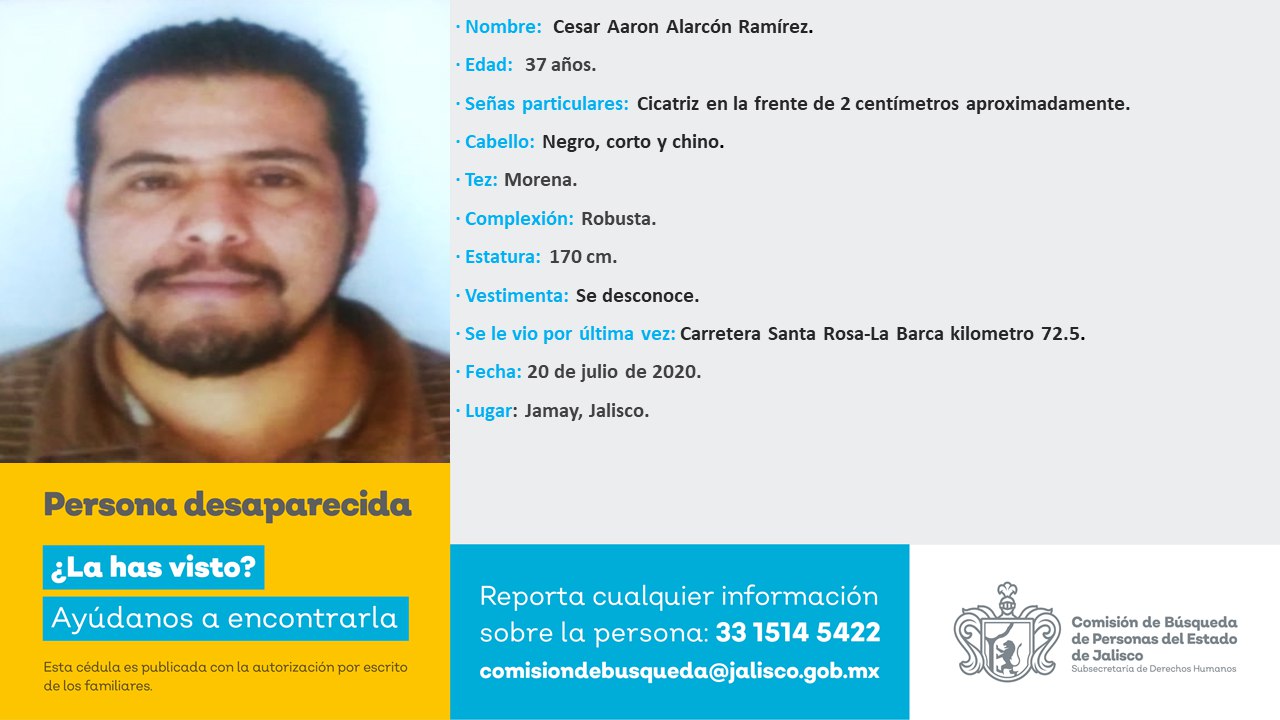 · Nombre: Cesar Aaron Alarcón Ramírez.
· Edad: 37 años.
· Señas particulares: Cicatriz en la frente de 2 centímetros aproximadamente.
· Cabello: Negro, corto y chino.
· Tez: Morena.
· Complexión: Robusta.
· Estatura: 170 cm.
· Vestimenta: Se desconoce.
· Se le vio por última vez: Carretera Santa Rosa-La Barca kilometro 72.5.
· Fecha: 20 de julio de 2020.
· Lugar: Jamay, Jalisco.
Persona desaparecida
¿La has visto?
Ayúdanos a encontrarla
Esta cédula es publicada con la autorización por escrito
de los familiares.
Reporta cualquier información
sobre la persona: 33 1514 5422
comisiondebusqueda@jalisco.gob.mx
Comisión de Búsqueda
de Personas del Estado
de Jalisco
Subsecretaría de Derechos Humanos